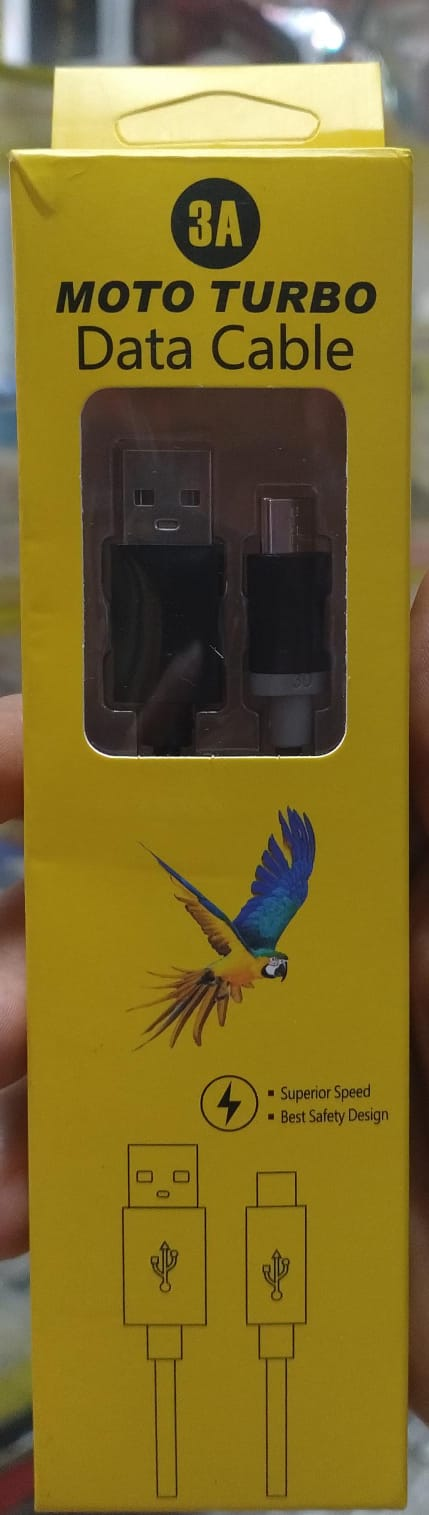 3A
MOTO TURBO
Data Cable
▪ Superior Speed
▪ Best Safety Design